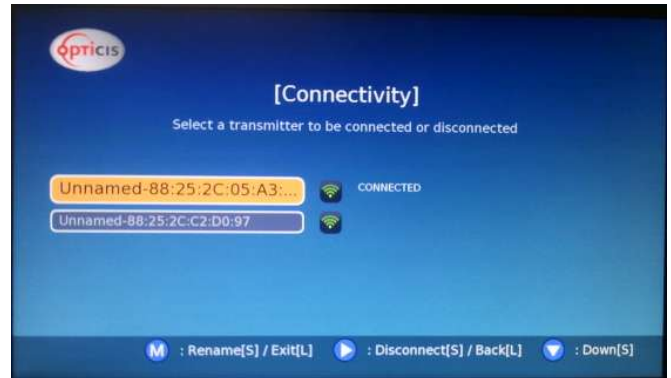 OPTICIS
[Connectivity]
Select a transmitter to be connected or disconnected
Unnamed-88:25:2C:05:A3:...
CONNECTED
Unnamed-88:25:2C:C2:D0:97
M : Rename[S] / Exit[L] : Disconnect[S] / Back[L] : Down[S]